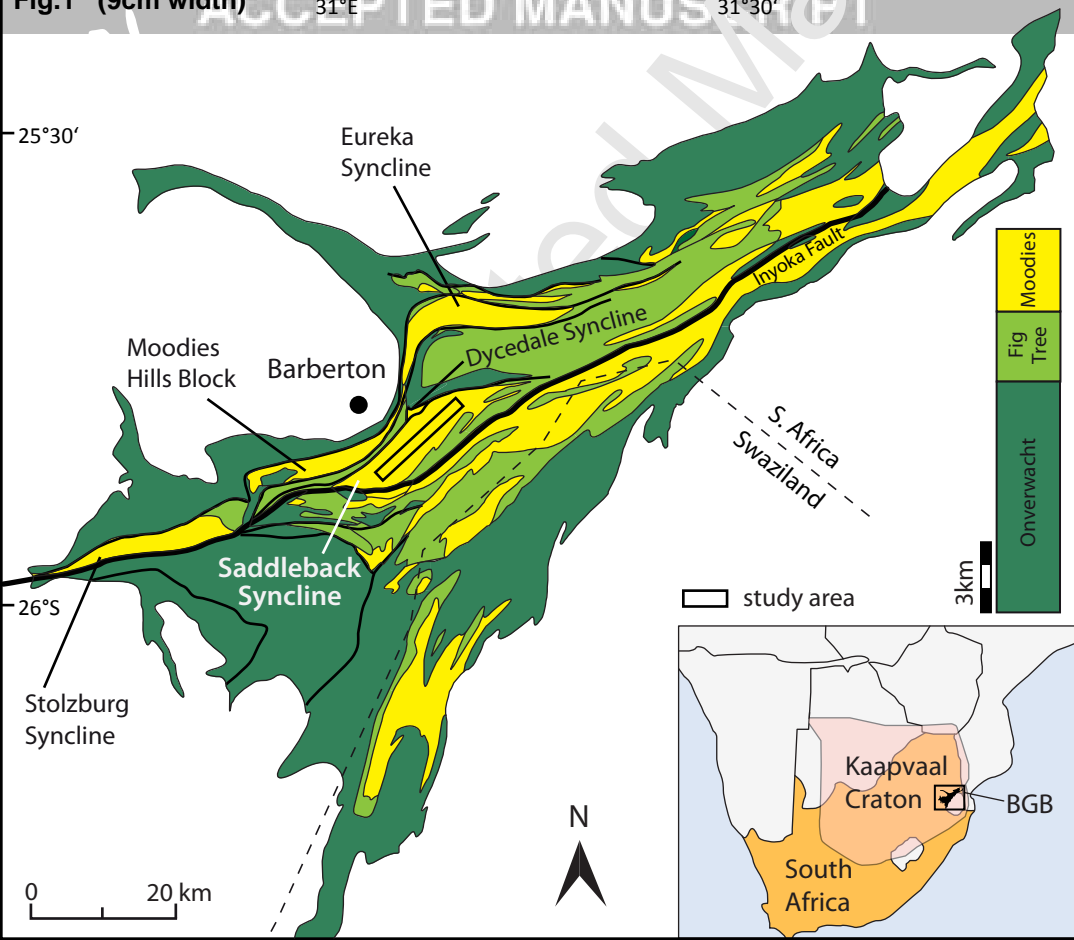 Fig.1 (9cm width)
ACCEPTED MANUSCRIPT
31°E
31°30‘
25°30‘
Eureka
Syncline
Inyoka Fault
Dycedale Syncline
Moodies
Hills Block
Barberton
S. Africa
Swaziland
Moodies
Fig
Tree
Onverwacht
3km
Saddleback
Syncline
26°S
study area
Stolzburg
Syncline
Kaapvaal
Craton
BGB
South
Africa
N
0
20 km